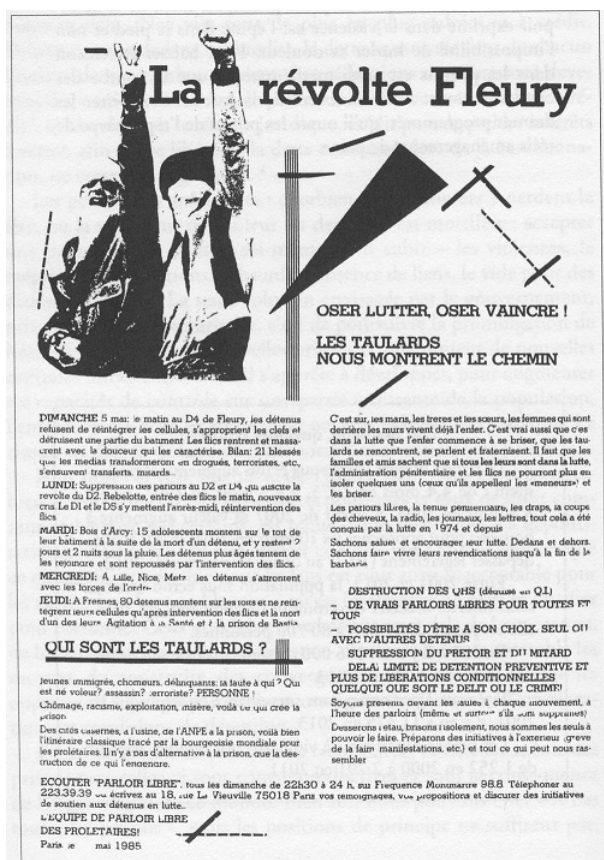 La révolte Fleury
OSER LUTTER, OSER VAINCRE !
LES TAULARDS
NOUS MONTRENT LE CHEMIN
DIMANCHE 5 mai: le matin au D4 de Fleury, les détenus
refusent de réintégrer les cellules, s'approprient les clefs et
détruisent une partie du batiment Les flics rentrent et massa-
crent avec la douceur qui les caractérise. Bilan: 21 blessés
que les medias transformeront en drogués, terroristes, etc.
s'ensuivent transferts, mitards
LUNDI: Suppression des parloirs au D2 et D4 qui suscite la
revolte du D2. Rebelotte, entrée des flics le matin, nouveaux
cris. Le D1 et le D5 s'y mettent l'après-midi, réintervention des
flics
MARDI: Bois d'Arcy: 15 adolescents montent sur le toit de
leur bâtiment à la suite de la mort d'un détenu, et y restent 2
jours et 2 nuits sous la pluie. Les détenus plus âgés tentent de
les rejoindre et sont repoussés par l'intervention des flics.
MERCREDI: A Lille, Nice, Metz les détenus s'affrontent
avec les forces de l'ordre
JEUDI: A Fresnes, 80 detenus montent sur les toits et ne réin-
tègrent leurs cellules qu'après intervention des flics et la mort
d'un des leurs Agitation à la Santé et à la prison de Bastia
QUI SONT LES TAULARDS ?
Jeunes immigrés, chomeurs, délinquants: la faute à qui ? Qui
est né voleur? assassin? terroriste? PERSONNE !
Chômage, racisme, exploitation, misère, voilà ce qui crée la
prison
Des cités casernes, à l'usine, de l'ANPE à la prison, voilà bien
l'itinéraire classique tracé par la bourgeoisie mondiale pour
les prolétaires. Il n'y a pas d'alternative à la prison, que la des-
truction de ce qui l'engendre.
C'est sûr, les maris, les freres et les sœurs, les femmes qui sont
derrière les murs vivent déjà l'enfer. C'est vrai aussi que c'es
dans la lutte que l'enfer commence à se briser, que les tau-
lards se rencontrent, se parlent et fraternisent. Il faut que les
familles et amis sachent que si tous les leurs sont dans la lutte,
l'administration pénitentiaire et les flics ne pourront plus en
isoler quelques uns (ceux qu'ils appellent les «meneurs») et
les briser.
Les parloirs libres, la tenue penitentiaire, les draps, la coupe
des cheveux, la radio, les journaux, les lettres, tout cela a été
conquis par la lutte en 1974 et depuis
Sachons saluer et encourager leur lutte. Dedans et dehors.
Sachons faire vivre leurs revendications jusqu'à la fin de la
barbarie
DESTRUCTION DES QHS (déguisé en Q.I.)
- DE VRAIS PARLOIRS LIBRES POUR TOUTES ET
TOUS
- POSSIBILITÉS D'ÊTRE A SON CHOIX, SEUL OU
AVEC D'AUTRES DETENUS
SUPPRESSION DU PRETOIR ET DU MITARD
DELAI LIMITE DE DETENTION PREVENTIVE ET
PLUS DE LIBERATIONS CONDITIONNELLES
QUELQUE QUE SOIT LE DELIT OU LE CRIME!
Soyons présents devant les taules à chaque mouvement, à
l'heure des parloirs (même et surtout s'ils sont supprimés)
Desserrons l'étau, brisons l'isolement, nous sommes les seuls à
pouvoir le faire. Préparons des initiatives à l'exterieur (greve
de la faim manifestations, etc.) et tout ce qui peut nous ras-
sembler
ECOUTER "PARLOIR LIBRE", tous les dimanche de 22h30 à 24 h, sur Frequence Monmartre 98.8. Téléphoner au
223.39.39 ou écrivez au 18, rue La Vieuville 75018 Paris vos temoignages, vos propositions et discutez des initiatives
de soutien aux détenus en lutte.
L'EQUIPE DE PARLOIR LIBRE
DES PROLETAIRES!
Paris le mai 1985